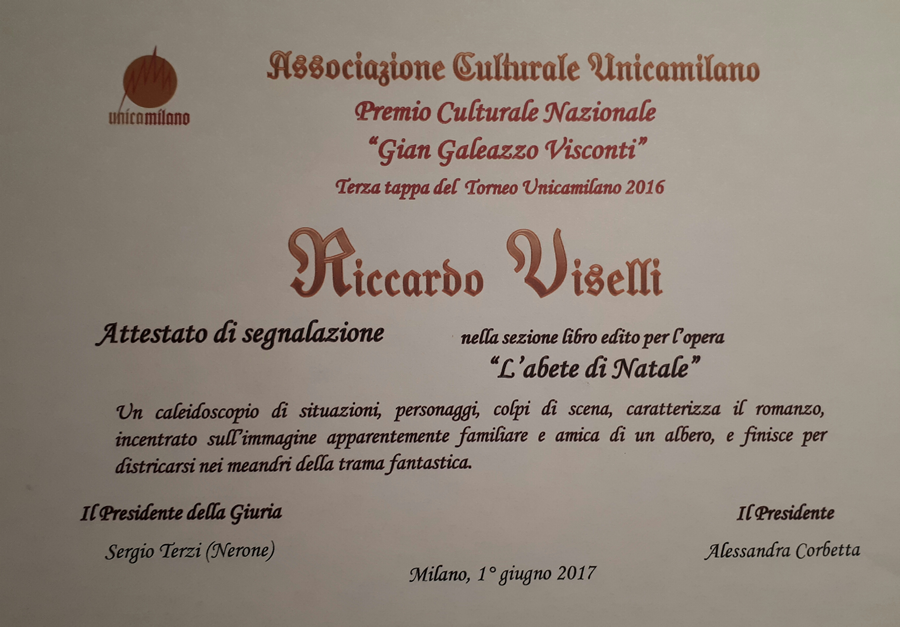 unicamilano
Associazione Culturale Unicamilano
Premio Culturale Nazionale
“Gian Galeazzo Visconti”
Terza tappa del Torneo Unicamilano 2016
Riccardo Viselli
Attestato di segnalazione nella sezione libro edito per l’opera
“L’abete di Natale”
Un caleidoscopio di situazioni, personaggi, colpi di scena, caratterizza il romanzo,
incentrato sull’immagine apparentemente familiare e amica di un albero, e finisce per
districarsi nei meandri della trama fantastica.
Il Presidente della Giuria Il Presidente
Sergio Terzi (Nerone) Alessandra Corbetta
Milano, 1° giugno 2017